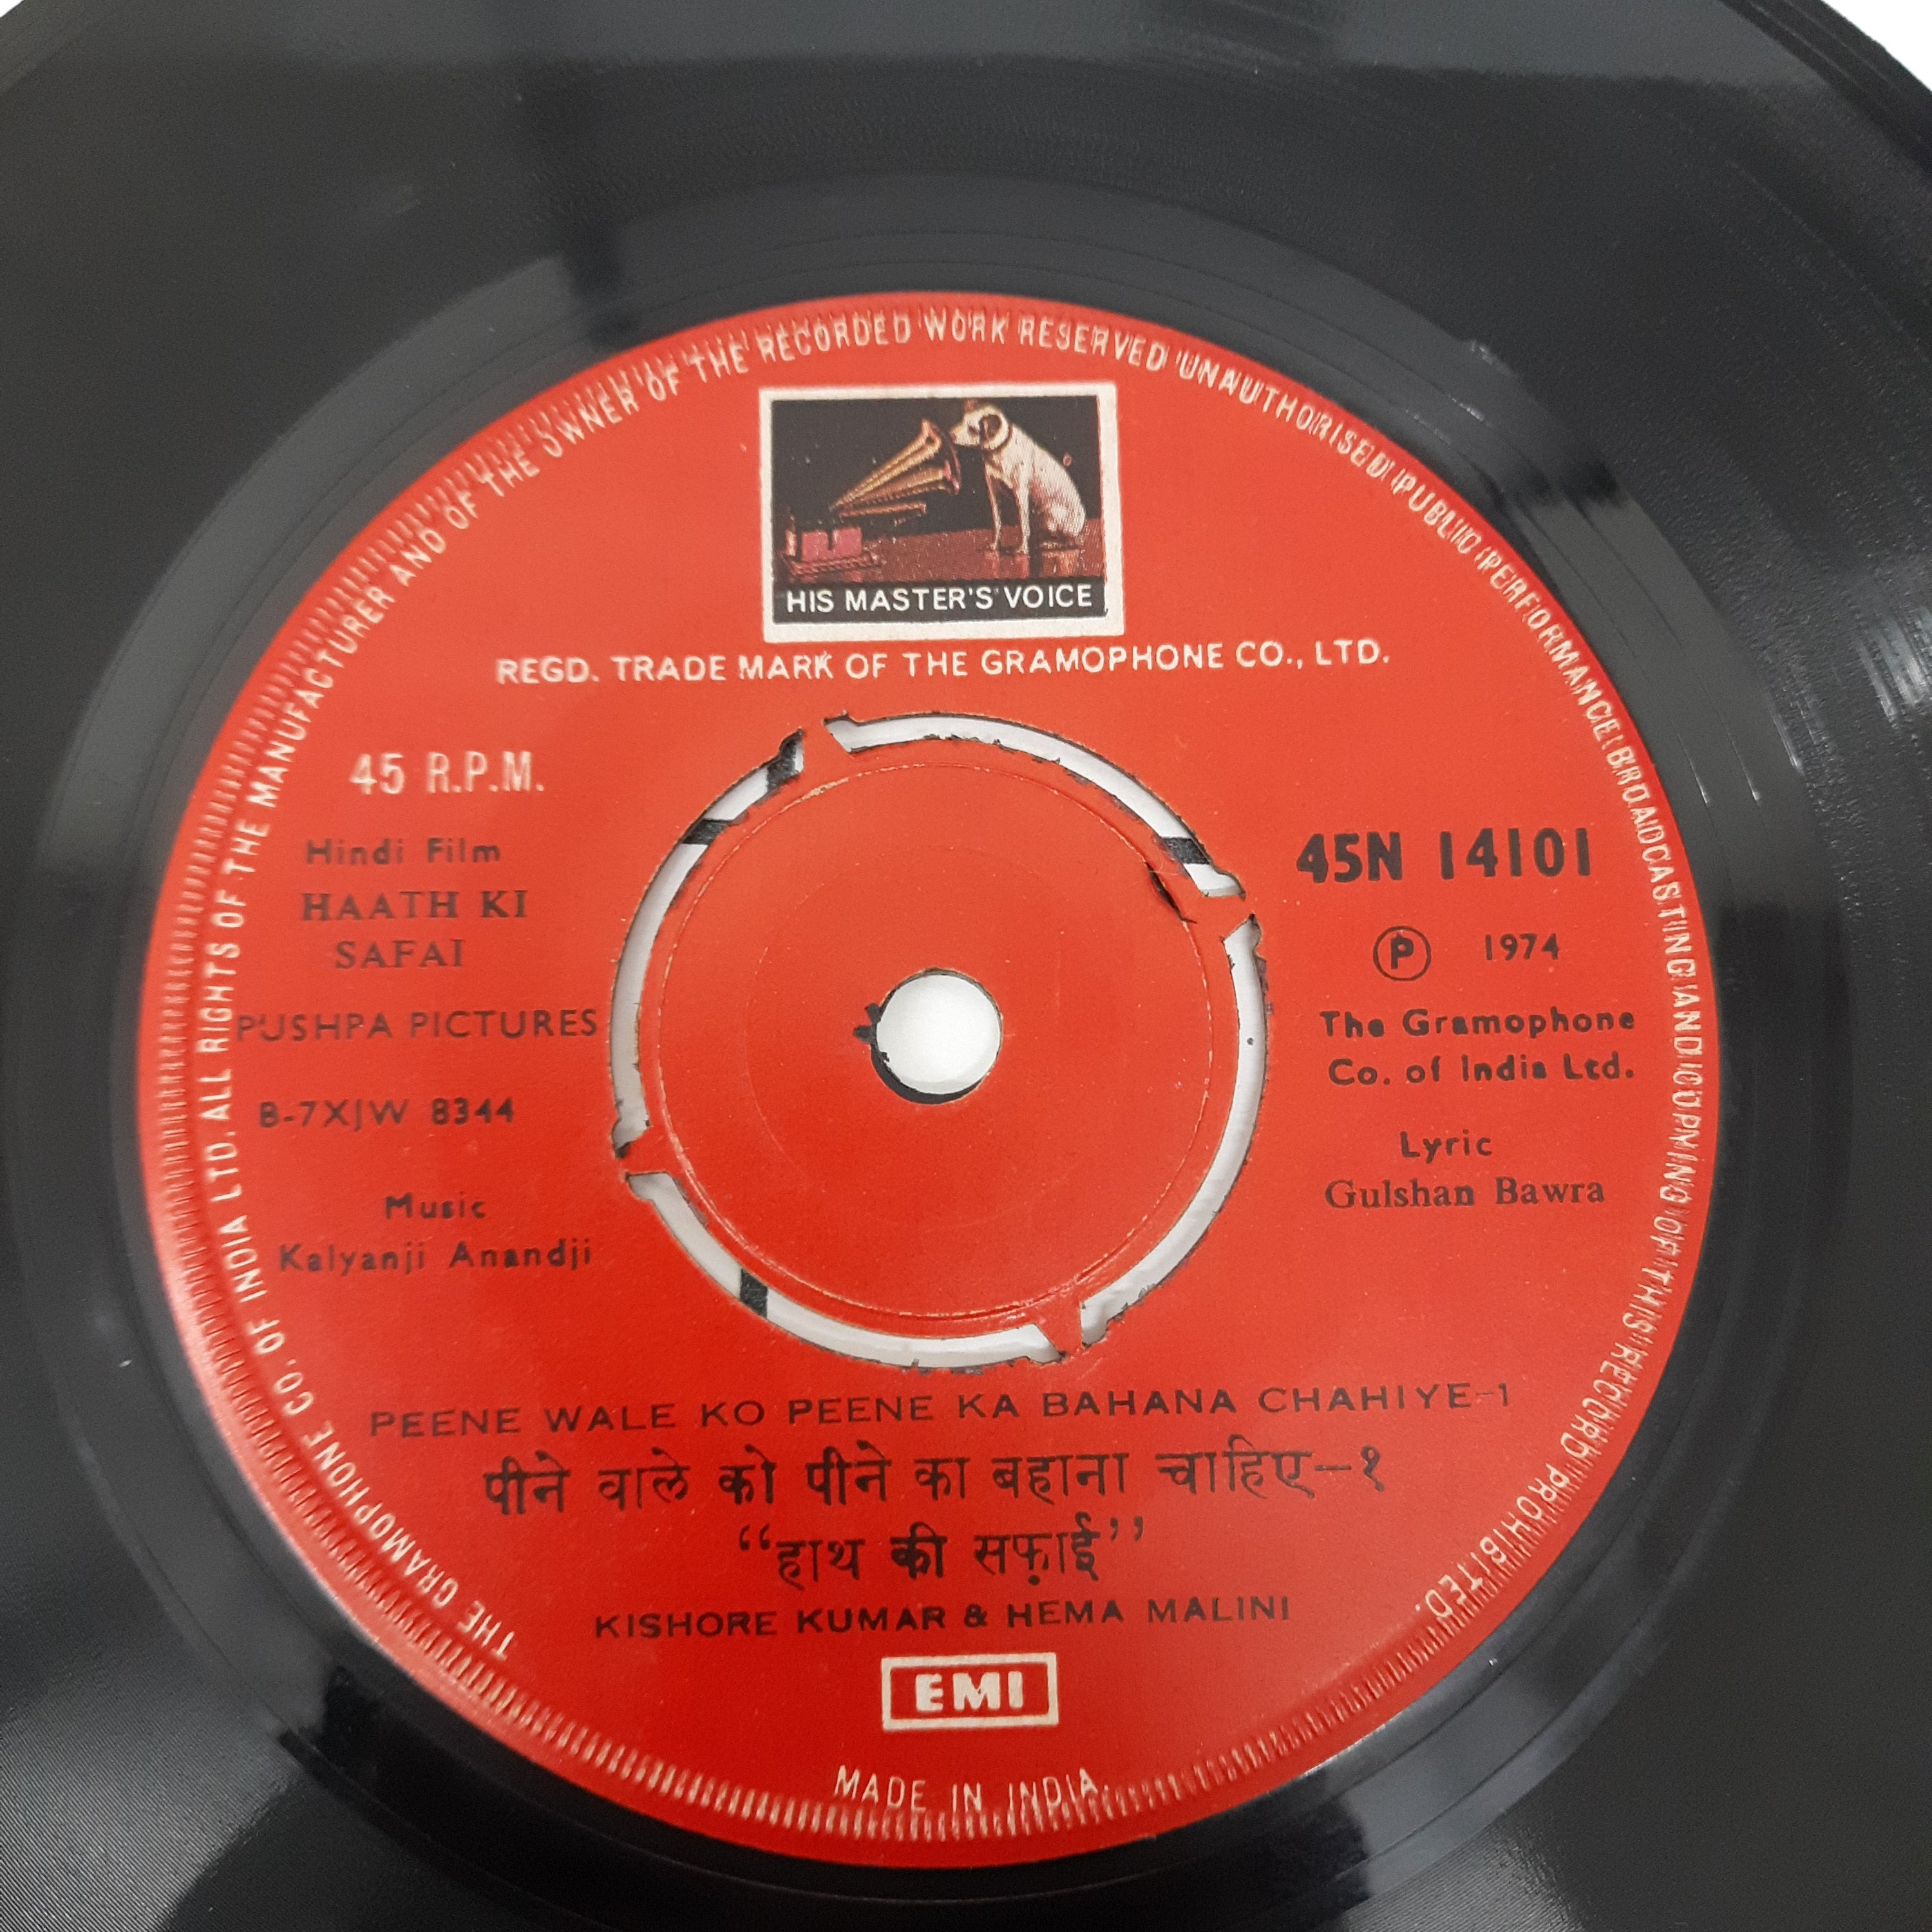 THE GRAMOPHONE CO. OF INDIA LTD. ALL RIGHTS OF THE MANUFACTURER AND OF THE OWNER OF THE RECORDED WORK RESERVED UNAUTHORISED PUBLIC PERFORMANCE BROADCASTING AND COPYING OF THIS RECORD PROHIBITED.
HIS MASTER'S VOICE
REGD. TRADE MARK OF THE GRAMOPHONE CO., LTD.
45 R.P.M.
Hindi Film
HAATH KI
SAFAI
PUSHPA PICTURES
B-7XJW 8344
Music
Kalyanji Anandji
45N 14101
Ⓟ 1974
The Gramophone
Co. of India Ltd.
Lyric
Gulshan Bawra
PEENE WALE KO PEENE KA BAHANA CHAHIYE-1
पीने वाले को पीने का बहाना चाहिए-१
“हाथ की सफ़ाई”
KISHORE KUMAR & HEMA MALINI
EMI
MADE IN INDIA.